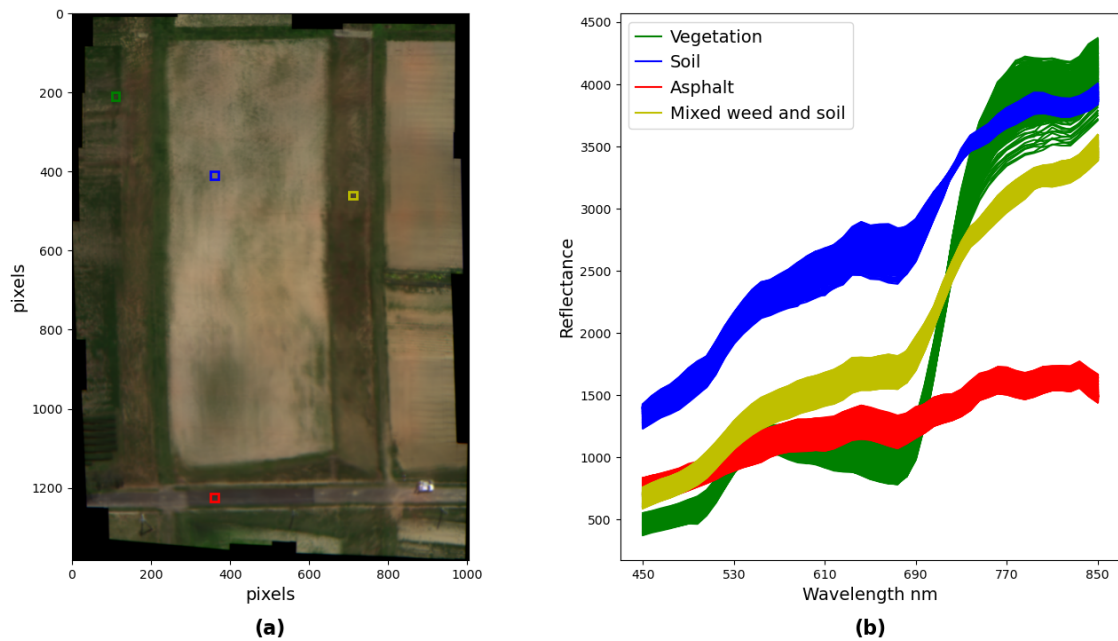 0
200
400
600
800
1000
1200
0
200
400
600
800
1000
pixels
pixels
(a)
4500
4000
3500
3000
2500
2000
1500
1000
500
Reflectance
Vegetation
Soil
Asphalt
Mixed weed and soil
450
530
610
690
770
850
Wavelength nm
(b)